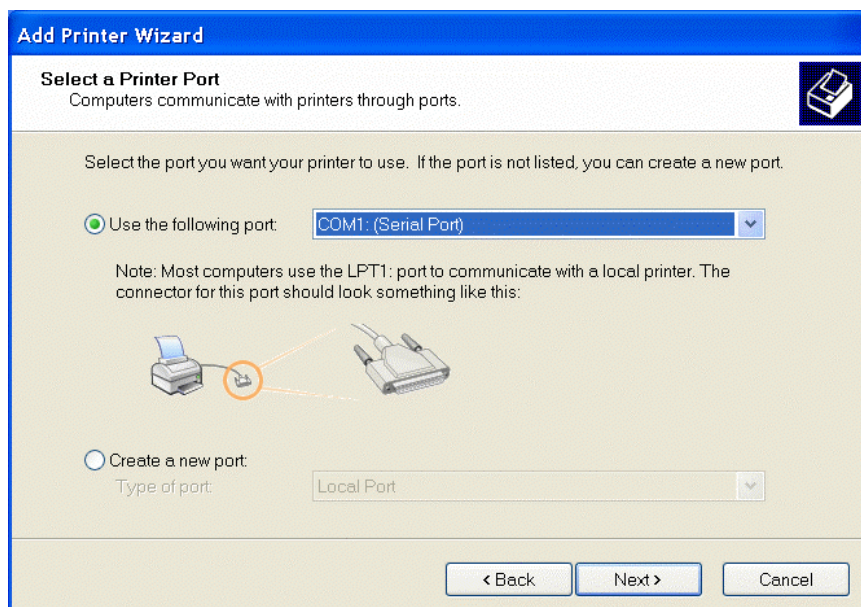 Add Printer Wizard
Select a Printer Port
Computers communicate with printers through ports.
Select the port you want your printer to use. If the port is not listed, you can create a new port.
Use the following port: COM1: (Serial Port)
Note: Most computers use the LPT1: port to communicate with a local printer. The
connector for this port should look something like this:
Create a new port:
Type of port: Local Port
< Back Next > Cancel